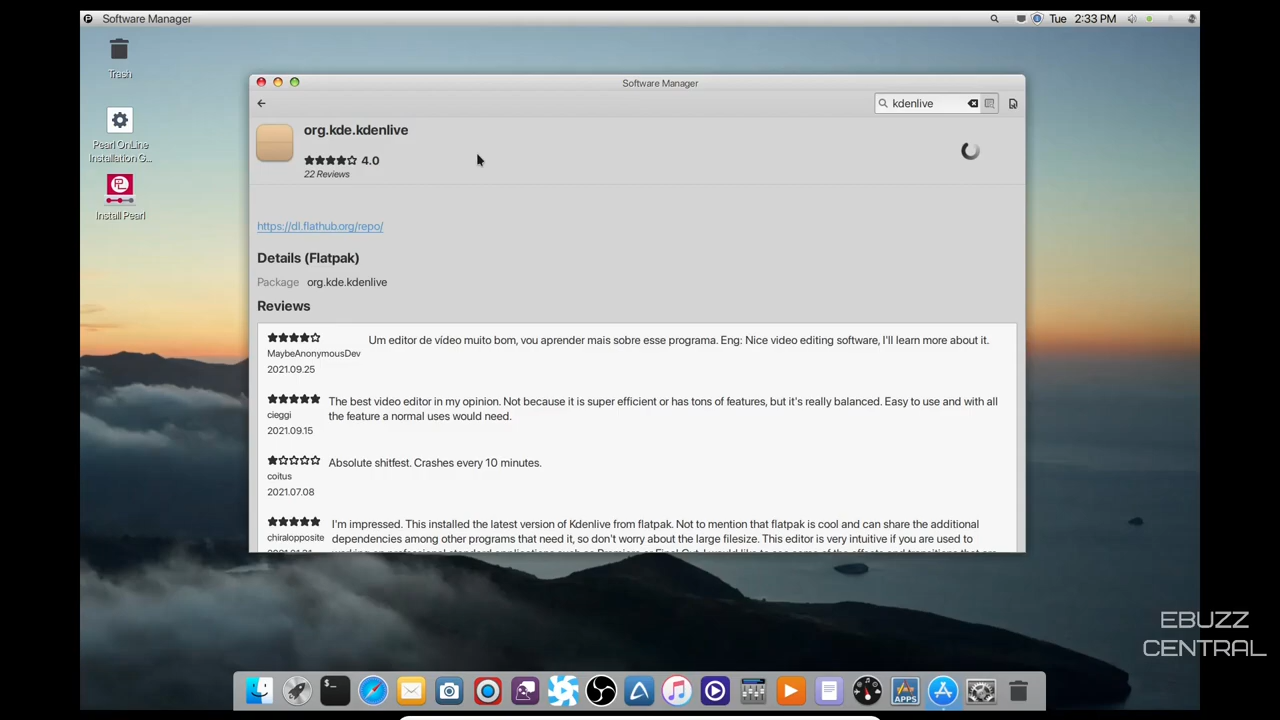 Software Manager
Tue 2:33 PM
Trash
Pearl OnLine
Installation G...
Install Pearl
Software Manager
kdenlive
org.kde.kdenlive
4.0
22 Reviews
https://dl.flathub.org/repo/
Details (Flatpak)
Package org.kde.kdenlive
Reviews
Um editor de vídeo muito bom, vou aprender mais sobre esse programa. Eng: Nice video editing software, I'll learn more about it.
MaybeAnonymousDev
2021.09.25
The best video editor in my opinion. Not because it is super efficient or has tons of features, but it's really balanced. Easy to use and with all
the feature a normal uses would need.
cieggi
2021.09.15
Absolute shitfest. Crashes every 10 minutes.
coitus
2021.07.08
I'm impressed. This installed the latest version of Kdenlive from flatpak. Not to mention that flatpak is cool and can share the additional
chiralopposite
dependencies among other programs that need it, so don't worry about the large filesize. This editor is very intuitive if you are used to
EBUZZ
CENTRAL
APPS